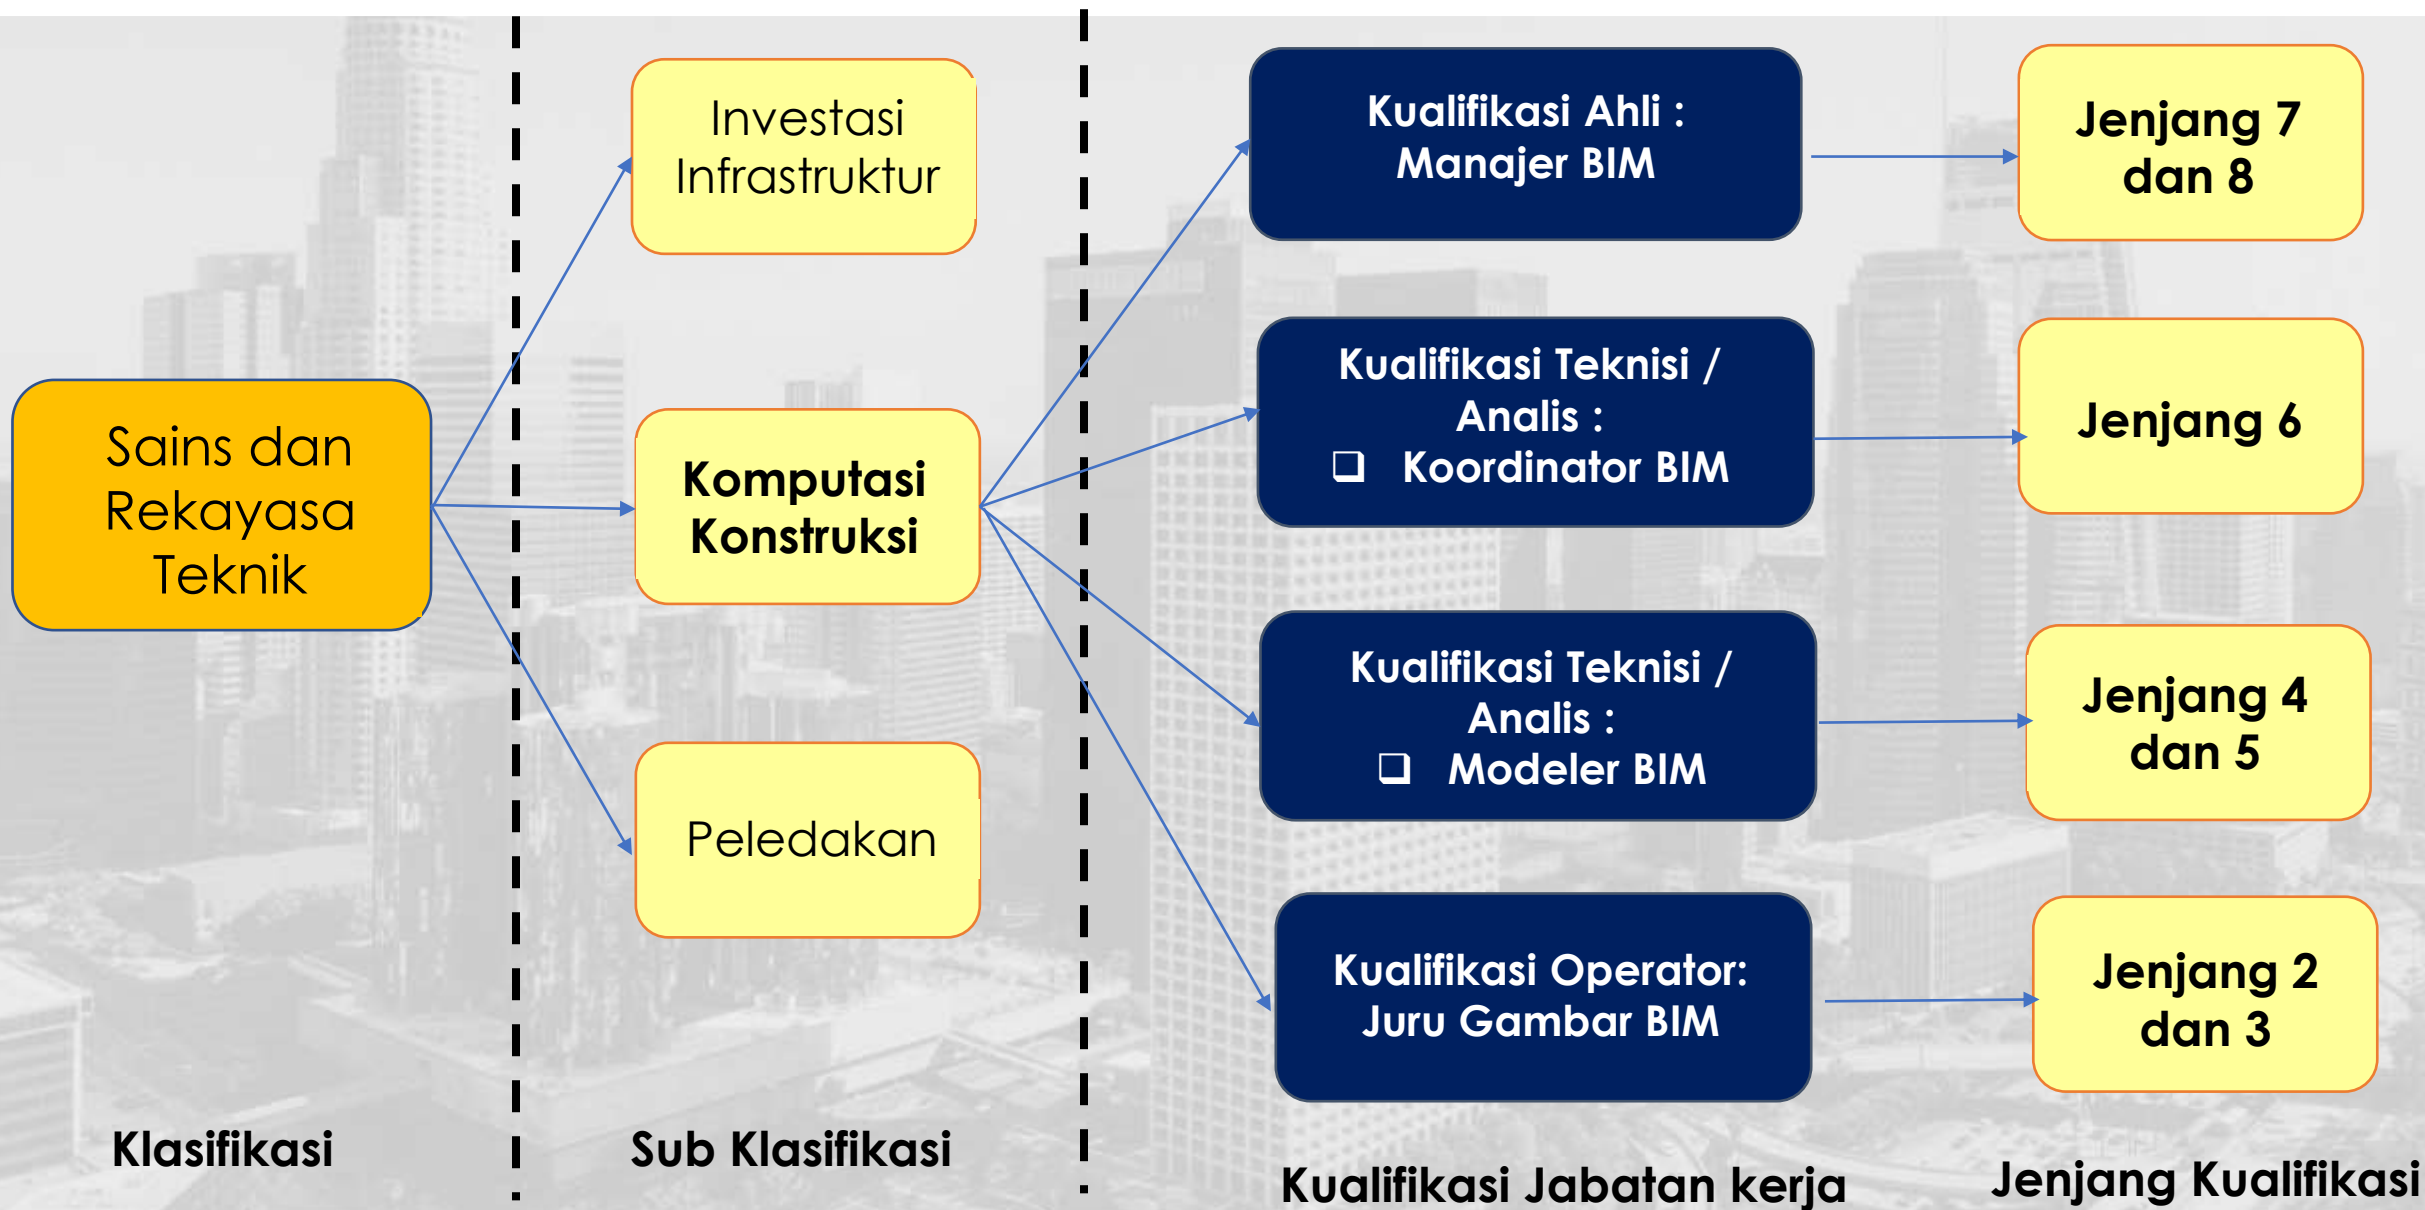 Sains dan
Rekayasa
Teknik
Klasifikasi
Investasi
Infrastruktur
Komputasi
Konstruksi
Peledakan
Sub Klasifikasi
Kualifikasi Ahli :
Manajer BIM
Kualifikasi Teknisi /
Analis :
❑ Koordinator BIM
Kualifikasi Teknisi /
Analis :
❑ Modeler BIM
Kualifikasi Operator:
Juru Gambar BIM
Kualifikasi Jabatan kerja
Jenjang 7
dan 8
Jenjang 6
Jenjang 4
dan 5
Jenjang 2
dan 3
Jenjang Kualifikasi